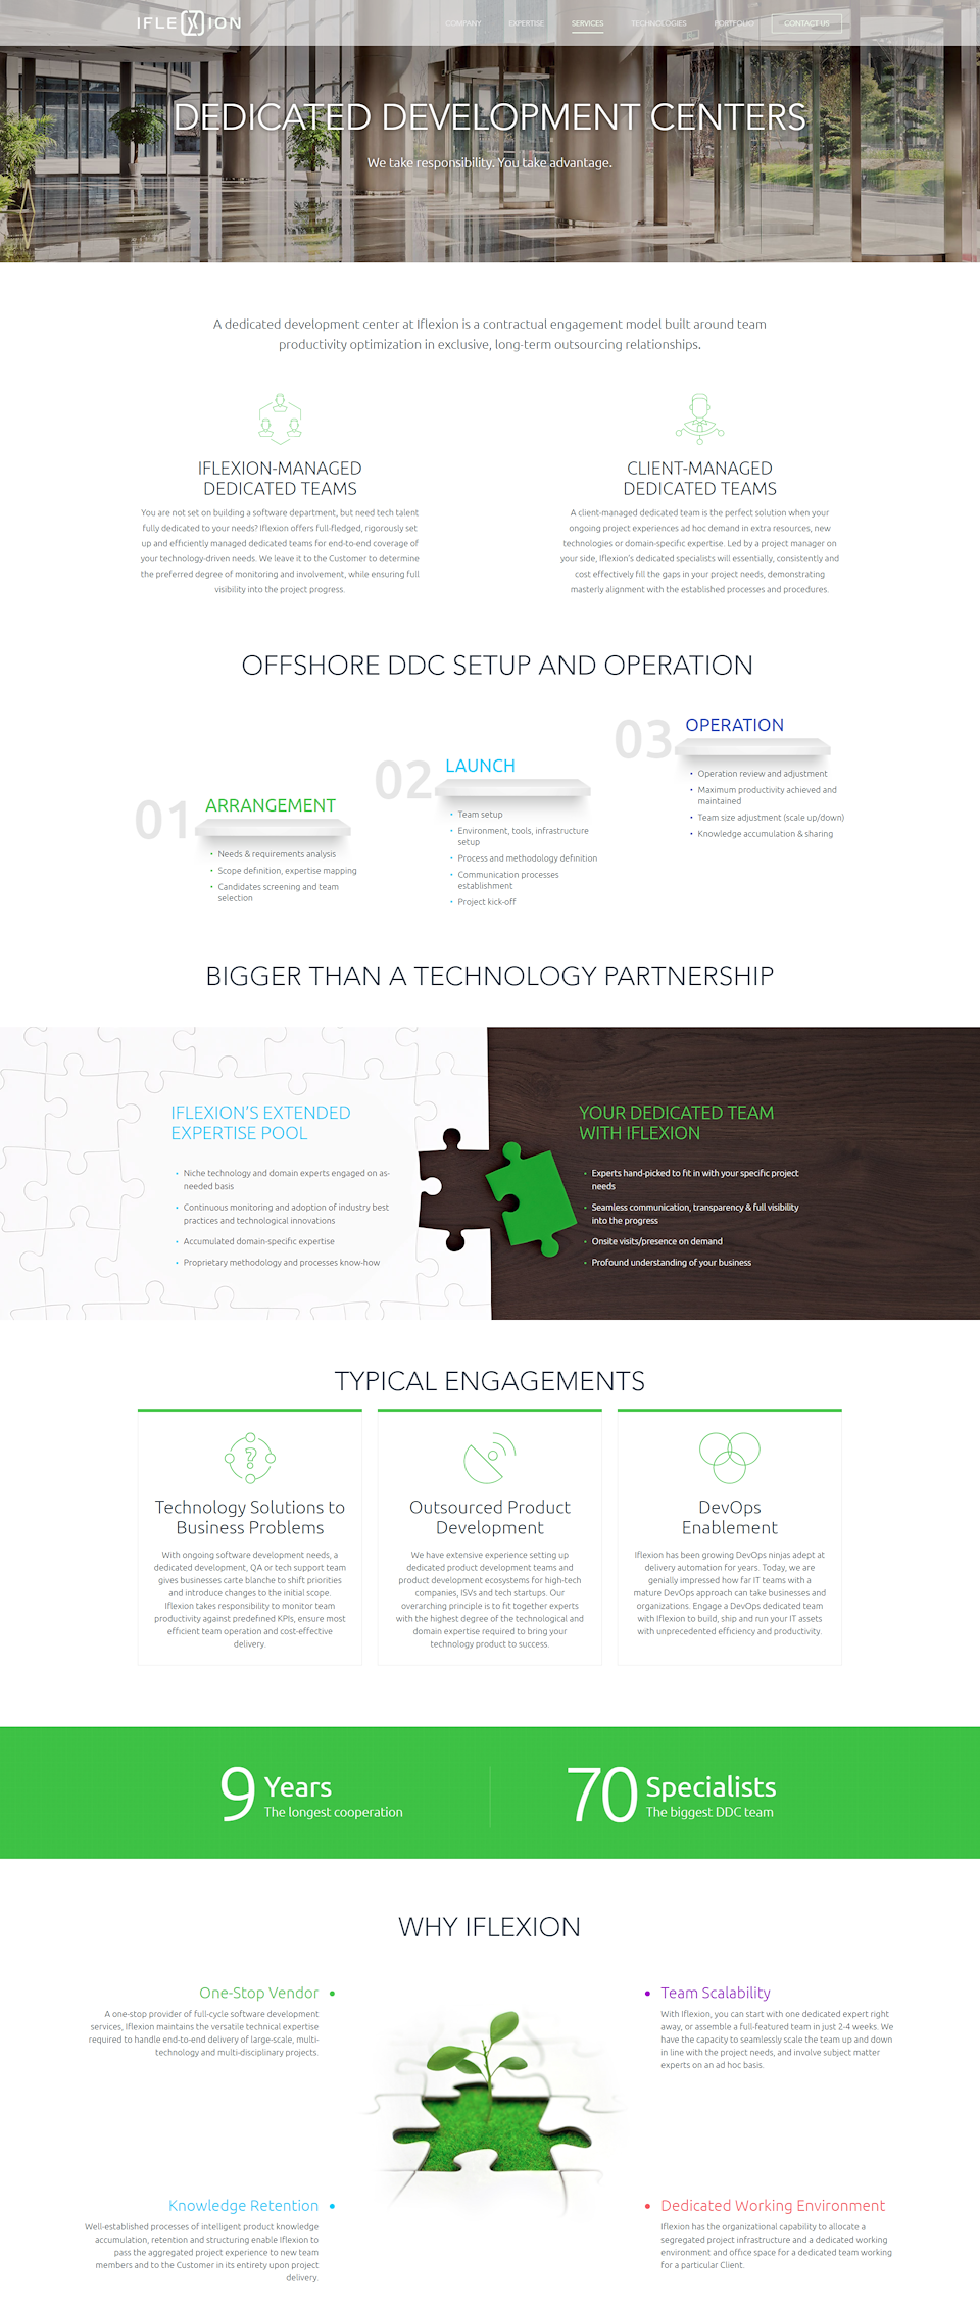 IFLEXION
COMPANY
EXPERTISE
SERVICES
TECHNOLOGIES
PORTFOLIO
CONTACT US
DEDICATED DEVELOPMENT CENTERS
We take responsibility. You take advantage.
A dedicated development center at Iflexion is a contractual engagement model built around team
productivity optimization in exclusive, long-term outsourcing relationships.
IFLEXION-MANAGED
DEDICATED TEAMS
You are not set on building a software department, but need tech talent
fully dedicated to your needs? Iflexion offers full-fledged, rigorously set
up and efficiently managed dedicated teams for end-to-end coverage of
your technology-driven needs. We leave it to the Customer to determine
the preferred degree of monitoring and involvement, while ensuring full
visibility into the project progress.
CLIENT-MANAGED
DEDICATED TEAMS
A client-managed dedicated team is the perfect solution when your
ongoing project experiences ad hoc demand in extra resources, new
technologies or domain-specific expertise. Led by a project manager on
your side, Iflexion's dedicated specialists will essentially, consistently and
cost effectively fill the gaps in your project needs, demonstrating
masterly alignment with the established processes and procedures.
OFFSHORE DDC SETUP AND OPERATION
01 ARRANGEMENT
• Needs & requirements analysis
• Scope definition, expertise mapping
• Candidates screening and team
selection
02 LAUNCH
• Team setup
• Environment, tools, infrastructure
setup
• Process and methodology definition
• Communication processes
establishment
• Project kick-off
03 OPERATION
• Operation review and adjustment
• Maximum productivity achieved and
maintained
• Team size adjustment (scale up/down)
• Knowledge accumulation & sharing
BIGGER THAN A TECHNOLOGY PARTNERSHIP
IFLEXION'S EXTENDED
EXPERTISE POOL
• Niche technology and domain experts engaged on as-
needed basis
• Continuous monitoring and adoption of industry best
practices and technological innovations
• Accumulated domain-specific expertise
• Proprietary methodology and processes know-how
YOUR DEDICATED TEAM
WITH IFLEXION
• Experts hand-picked to fit in with your specific project
needs
• Seamless communication, transparency & full visibility
into the progress
• Onsite visits/presence on demand
• Profound understanding of your business
TYPICAL ENGAGEMENTS
Technology Solutions to
Business Problems
With ongoing software development needs, a
dedicated development, QA or tech support team
gives businesses carte blanche to shift priorities
and introduce changes to the initial scope.
Iflexion takes responsibility to monitor team
productivity against predefined KPIs, ensure most
efficient team operation and cost-effective
delivery.
Outsourced Product
Development
We have extensive experience setting up
dedicated product development teams and
product development ecosystems for high-tech
companies, ISVs and tech startups. Our
overarching principle is to fit together experts
with the highest degree of the technological and
domain expertise required to bring your
technology product to success.
DevOps
Enablement
Iflexion has been growing DevOps ninjas adept at
delivery automation for years. Today, we are
genially impressed how far IT teams with a
mature DevOps approach can take businesses and
organizations. Engage a DevOps dedicated team
with Iflexion to build, ship and run your IT assets
with unprecedented efficiency and productivity.
9 Years
The longest cooperation
70 Specialists
The biggest DDC team
WHY IFLEXION
One-Stop Vendor
A one-stop provider of full-cycle software development
services, Iflexion maintains the versatile technical expertise
required to handle end-to-end delivery of large-scale, multi-
technology and multi-disciplinary projects.
Team Scalability
With Iflexion, you can start with one dedicated expert right
away, or assemble a full-featured team in just 2-4 weeks. We
have the capacity to seamlessly scale the team up and down
in line with the project needs, and involve subject matter
experts on an ad hoc basis.
Knowledge Retention
Well-established processes of intelligent product knowledge
accumulation, retention and structuring enable Iflexion to
pass the aggregated project experience to new team
members and to the Customer in its entirety upon project
delivery.
Dedicated Working Environment
Iflexion has the organizational capability to allocate a
segregated project infrastructure and a dedicated working
environment and office space for a dedicated team working
for a particular Client.